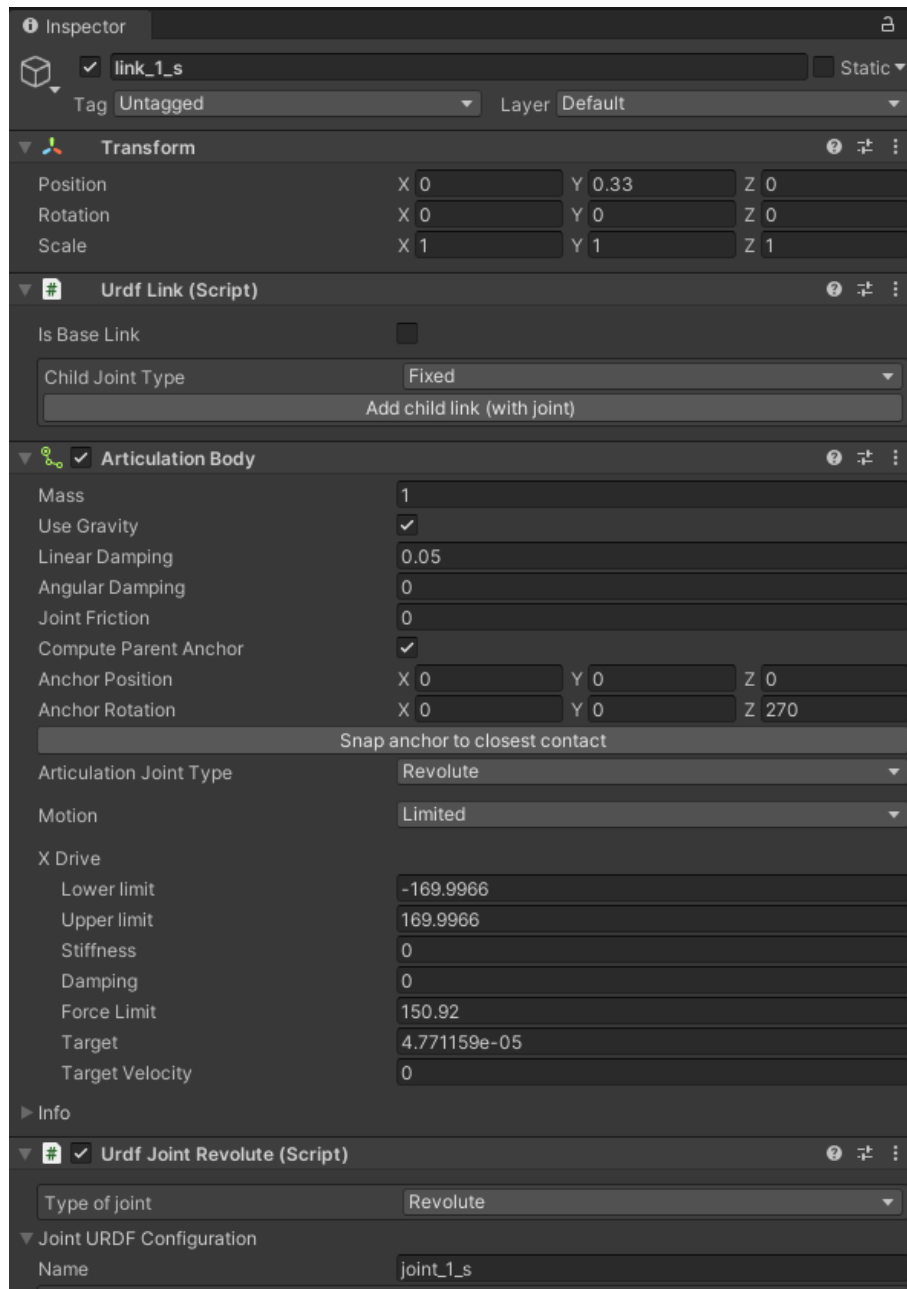 Inspector
link_1_s Static
Tag Untagged Layer Default
Transform
Position X 0 Y 0.33 Z 0
Rotation X 0 Y 0 Z 0
Scale X 1 Y 1 Z 1
# Urdf Link (Script)
Is Base Link
Child Joint Type Fixed
Add child link (with joint)
Articulation Body
Mass 1
Use Gravity
Linear Damping 0.05
Angular Damping 0
Joint Friction 0
Compute Parent Anchor
Anchor Position X 0 Y 0 Z 0
Anchor Rotation X 0 Y 0 Z 270
Snap anchor to closest contact
Articulation Joint Type Revolute
Motion Limited
X Drive
Lower limit -169.9966
Upper limit 169.9966
Stiffness 0
Damping 0
Force Limit 150.92
Target 4.771159e-05
Target Velocity 0
Info
# Urdf Joint Revolute (Script)
Type of joint Revolute
Joint URDF Configuration
Name joint_1_s